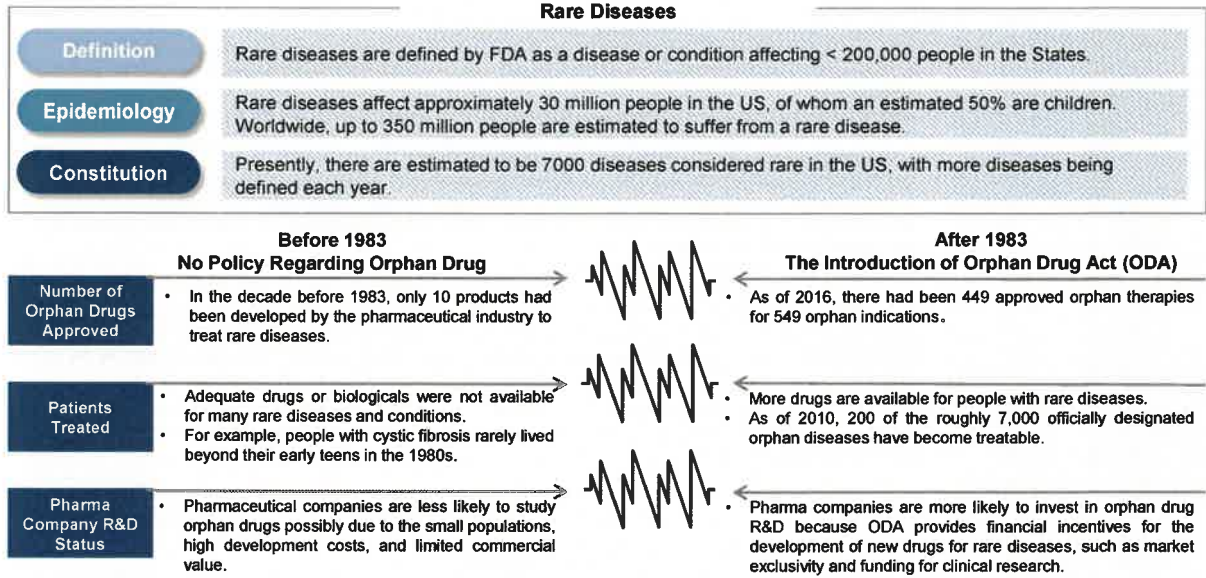 Rare Diseases
Definition
Rare diseases are defined by FDA as a disease or condition affecting < 200,000 people in the States.
Epidemiology
Rare diseases affect approximately 30 million people in the US, of whom an estimated 50% are children.
Worldwide, up to 350 million people are estimated to suffer from a rare disease.
Constitution
Presently, there are estimated to be 7000 diseases considered rare in the US, with more diseases being
defined each year.
Before 1983
No Policy Regarding Orphan Drug
After 1983
The Introduction of Orphan Drug Act (ODA)
Number of
Orphan Drugs
Approved
• In the decade before 1983, only 10 products had
been developed by the pharmaceutical industry to
treat rare diseases.
• As of 2016, there had been 449 approved orphan therapies
for 549 orphan indications。
Patients
Treated
• Adequate drugs or biologicals were not available
for many rare diseases and conditions.
• For example, people with cystic fibrosis rarely lived
beyond their early teens in the 1980s.
• More drugs are available for people with rare diseases.
• As of 2010, 200 of the roughly 7,000 officially designated
orphan diseases have become treatable.
Pharma
Company R&D
Status
• Pharmaceutical companies are less likely to study
orphan drugs possibly due to the small populations,
high development costs, and limited commercial
value.
• Pharma companies are more likely to invest in orphan drug
R&D because ODA provides financial incentives for the
development of new drugs for rare diseases, such as market
exclusivity and funding for clinical research.